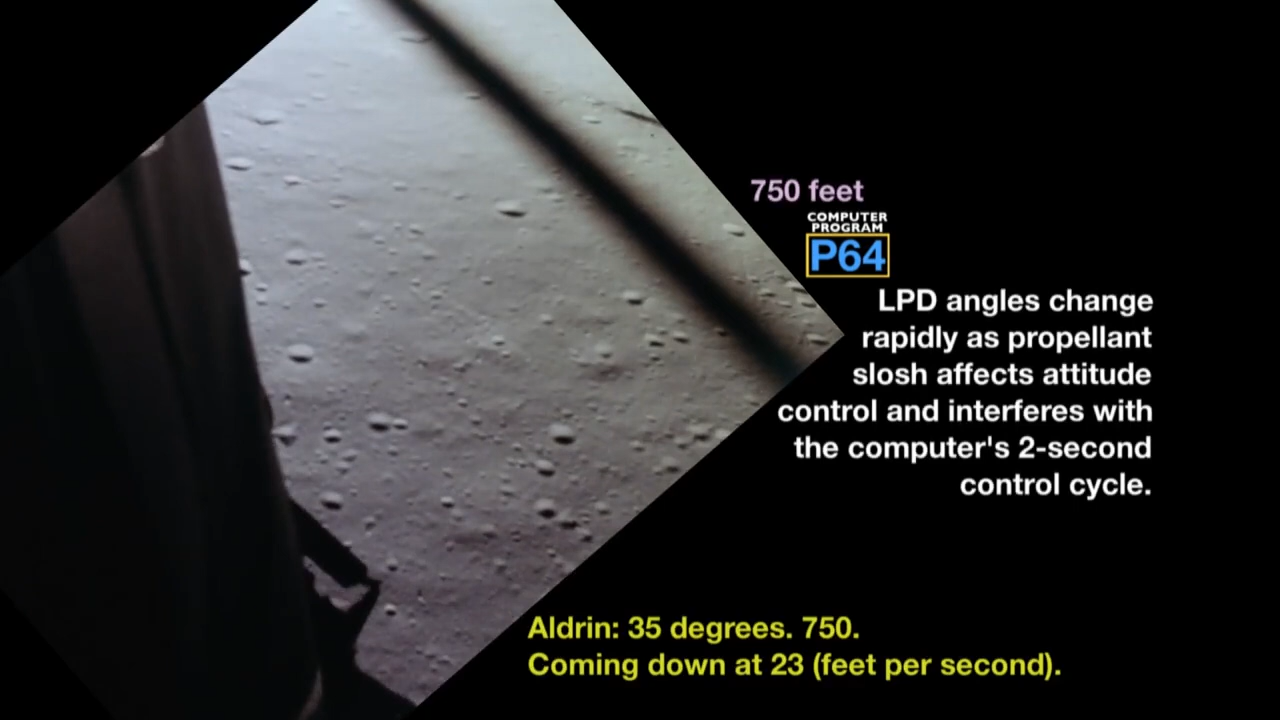 750 feet
COMPUTER
PROGRAM
P64
LPD angles change
rapidly as propellant
slosh affects attitude
control and interferes with
the computer's 2-second
control cycle.
Aldrin: 35 degrees. 750.
Coming down at 23 (feet per second).